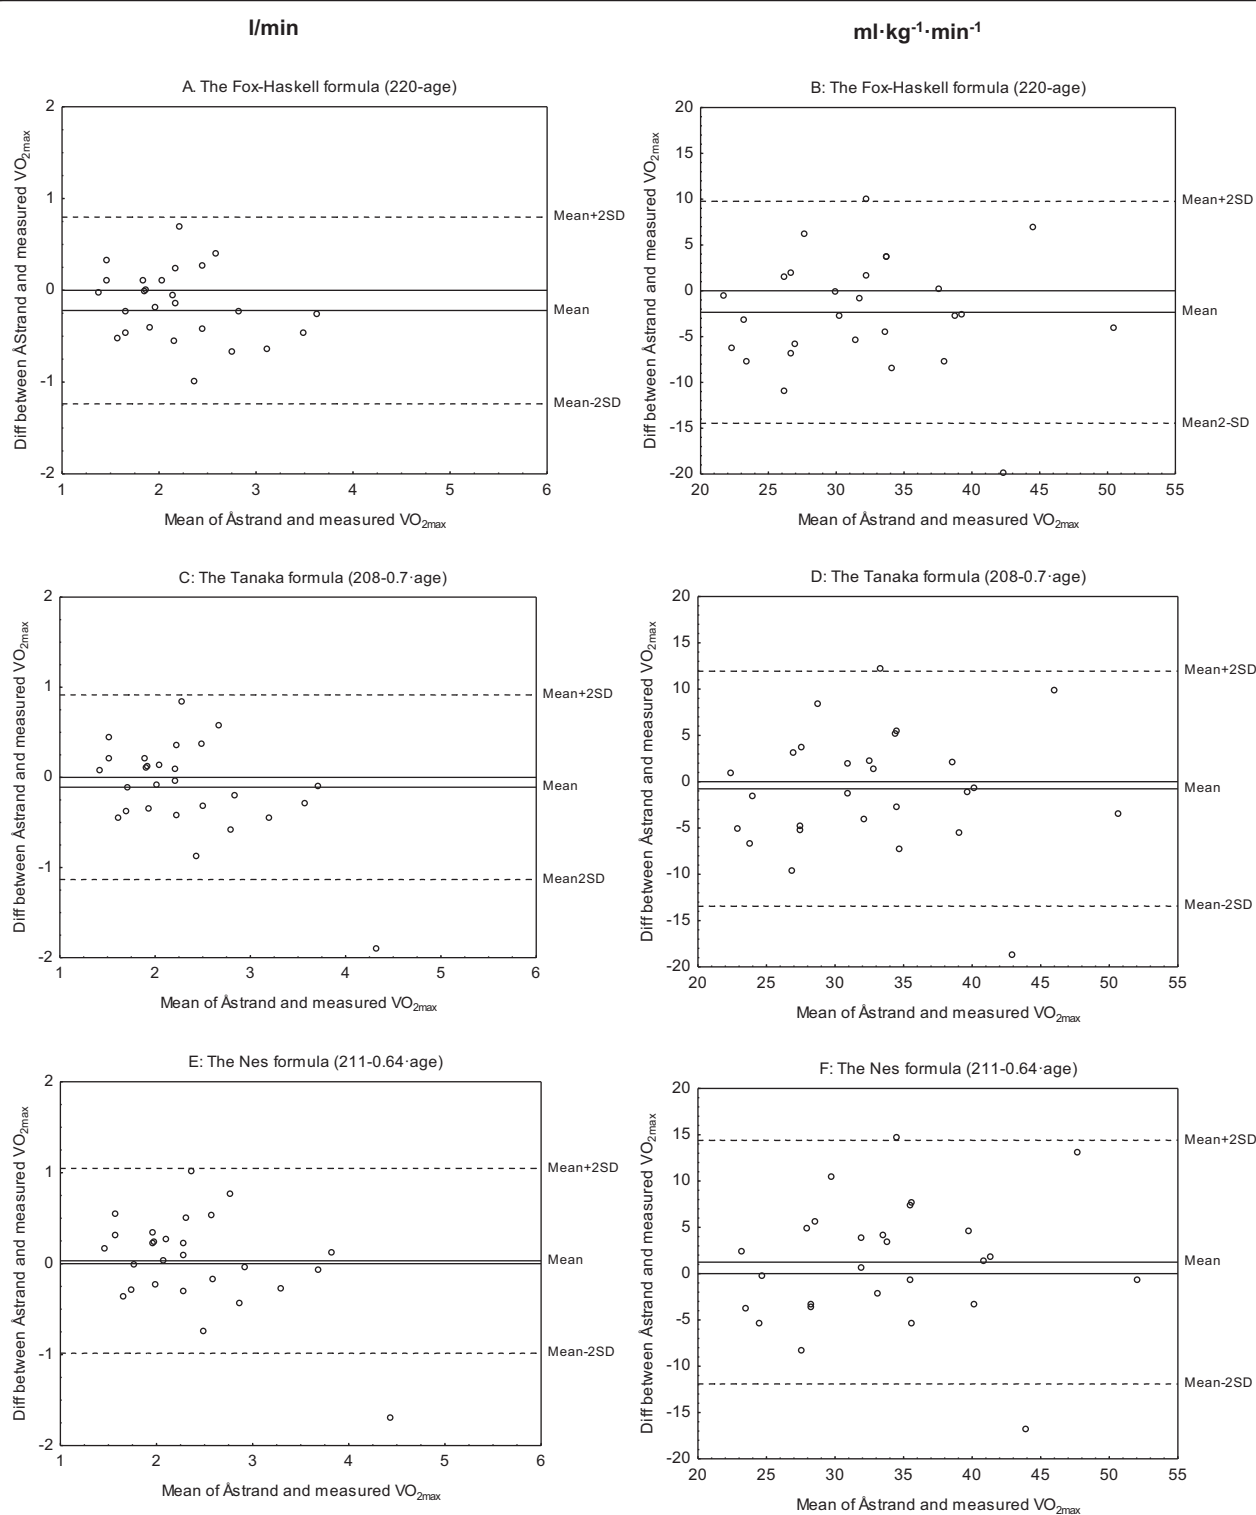 l/min
ml·kg⁻¹·min⁻¹
A. The Fox-Haskell formula (220-age)
Diff between ÅStrand and measured VO₂max
2
1
0
-1
-2
Mean+2SD
Mean
Mean-2SD
1 2 3 4 5 6
Mean of Åstrand and measured VO₂max
B: The Fox-Haskell formula (220-age)
Diff between Åstrand and measured VO₂max
20
15
10
5
0
-5
-10
-15
-20
Mean+2SD
Mean
Mean2-SD
20 25 30 35 40 45 50 55
Mean of Åstrand and measured VO₂max
C: The Tanaka formula (208-0.7·age)
Diff between Åstrand and measured VO₂max
2
1
0
-1
-2
Mean+2SD
Mean
Mean2SD
1 2 3 4 5 6
Mean of Åstrand and measured VO₂max
D: The Tanaka formula (208-0.7·age)
Diff between Åstrand and measured VO₂max
20
15
10
5
0
-5
-10
-15
-20
Mean+2SD
Mean
Mean-2SD
20 25 30 35 40 45 50 55
Mean of Åstrand and measured VO₂max
E: The Nes formula (211-0.64·age)
Diff between Åstrand and measured VO₂max
2
1
0
-1
-2
Mean+2SD
Mean
Mean-2SD
1 2 3 4 5 6
Mean of Åstrand and measured VO₂max
F: The Nes formula (211-0.64·age)
Diff between Åstrand and measured VO₂max
20
15
10
5
0
-5
-10
-15
-20
Mean+2SD
Mean
Mean-2SD
20 25 30 35 40 45 50 55
Mean of Åstrand and measured VO₂max